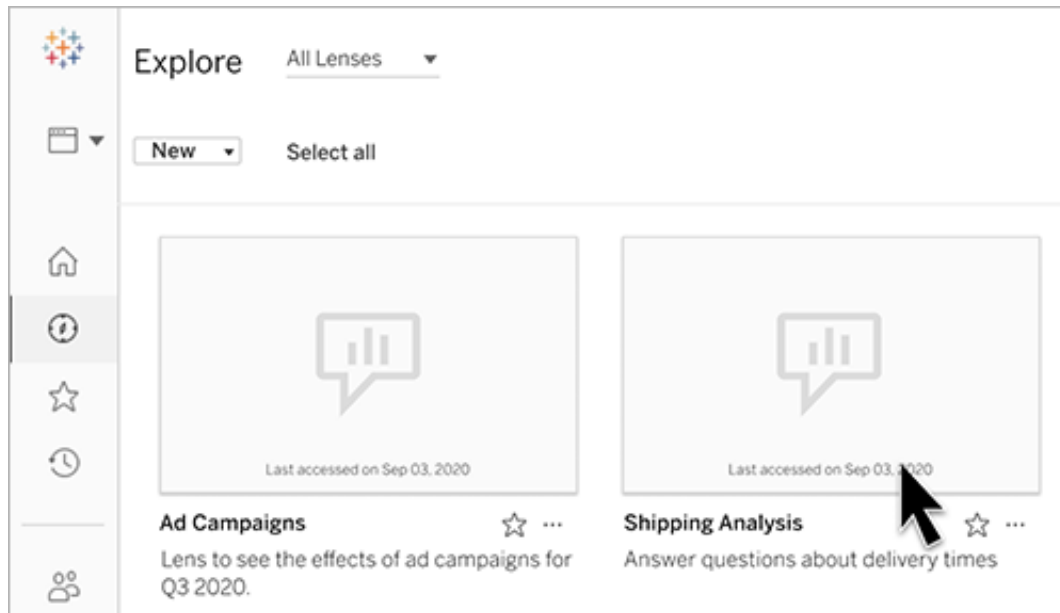 Explore
All Lenses
New
Select all
Last accessed on Sep 03, 2020
Last accessed on Sep 03, 2020
Ad Campaigns
Lens to see the effects of ad campaigns for
Q3 2020.
Shipping Analysis
Answer questions about delivery times